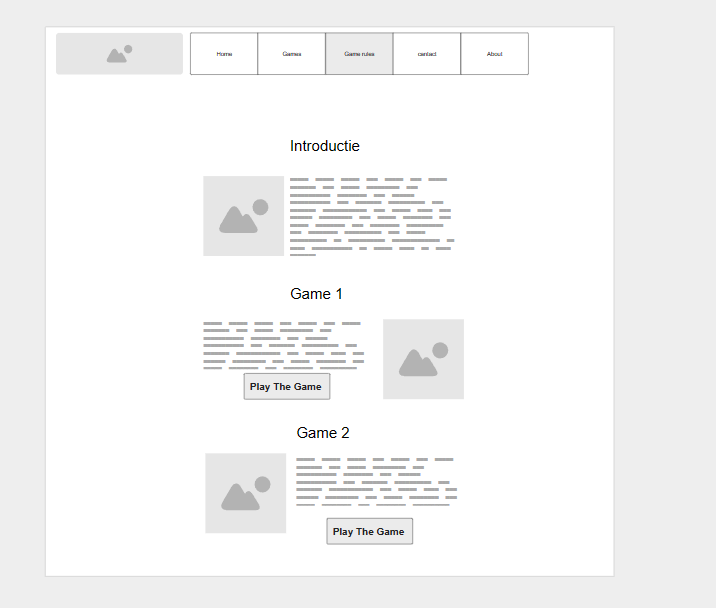 Home
Games
Game rules
contact
About
Introductie
Game 1
Play The Game
Game 2
Play The Game